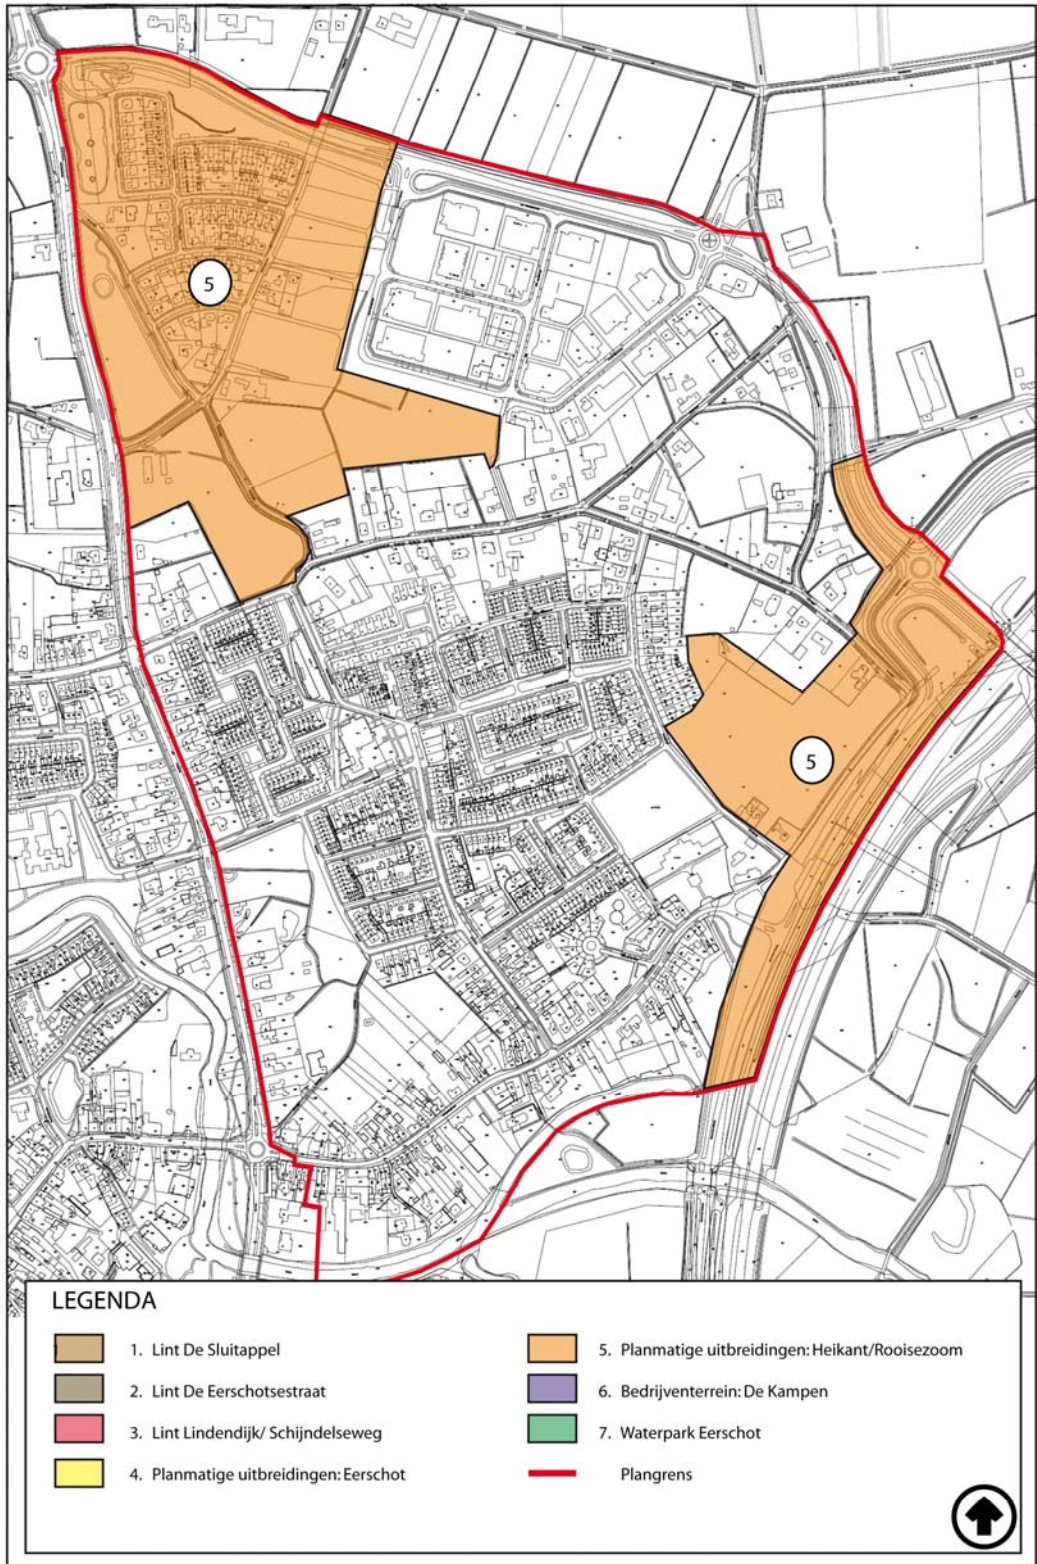 5
5
LEGENDA
1. Lint De Sluitappel
2. Lint De Eerschotsestraat
3. Lint Lindendijk/ Schijndelseweg
4. Planmatige uitbreidingen: Eerschot
5. Planmatige uitbreidingen: Heikant/Rooisezoom
6. Bedrijventerrein: De Kampen
7. Waterpark Eerschot
Plangrens